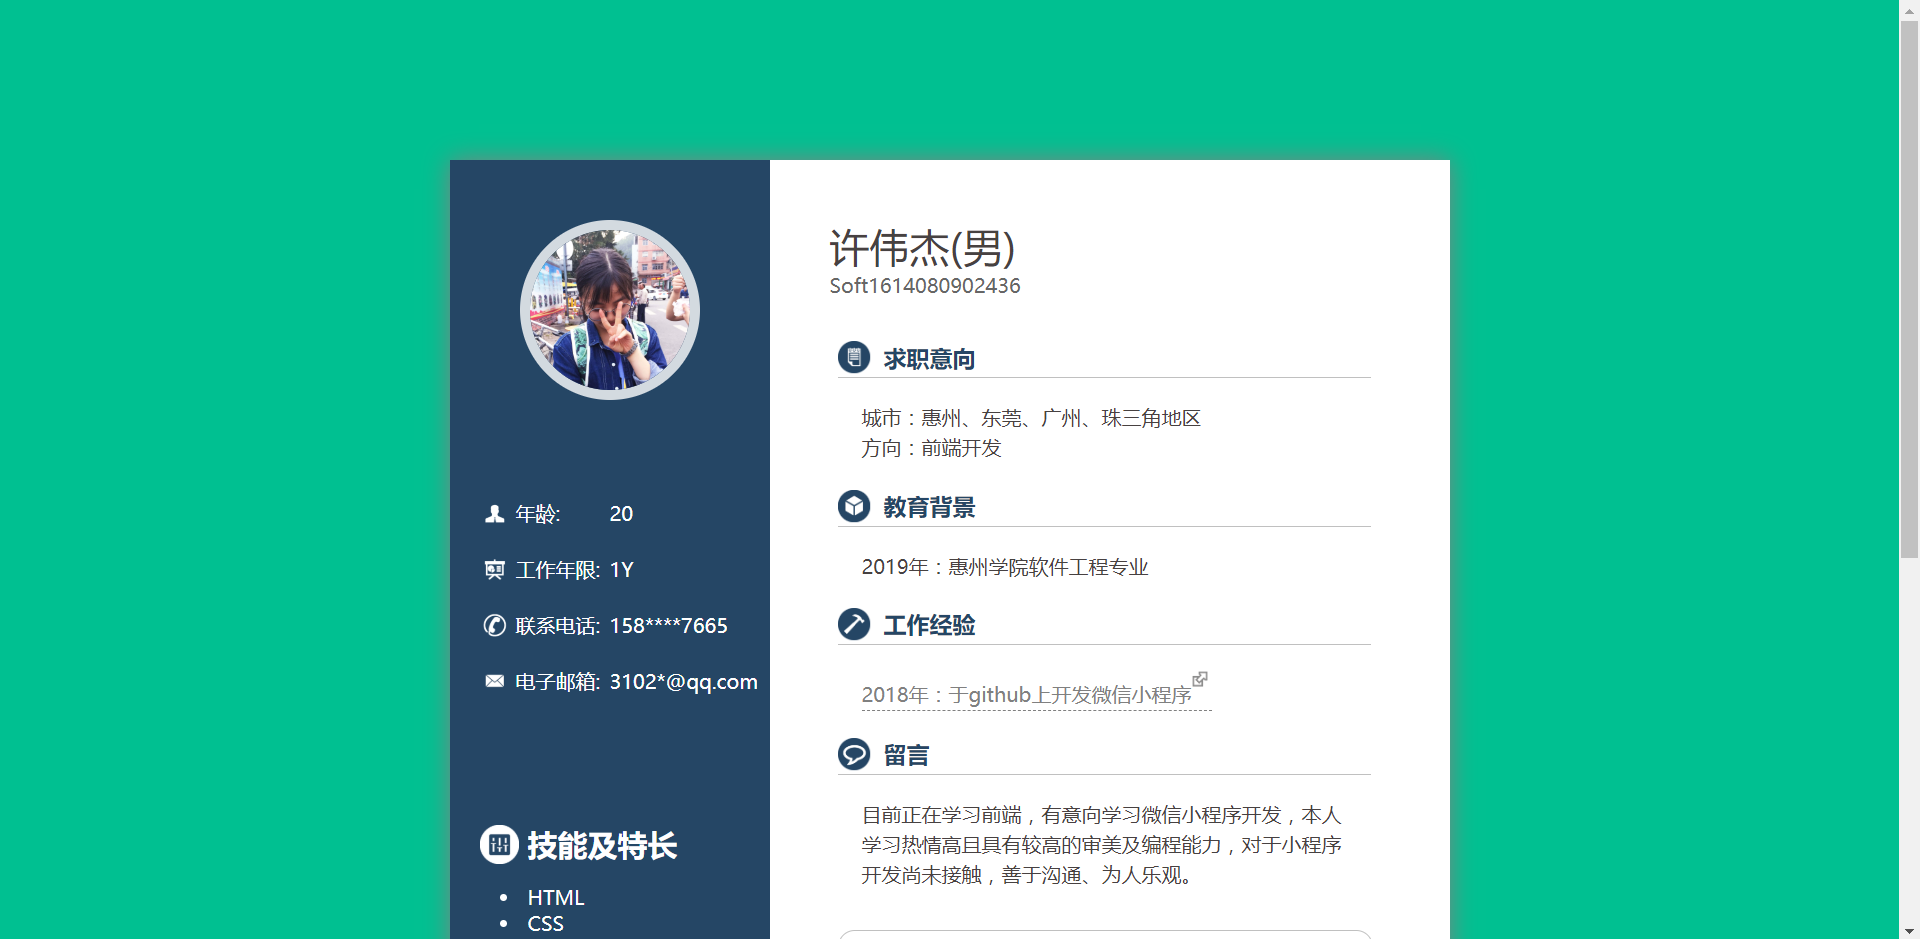 许伟杰(男)
Soft1614080902436
求职意向
城市：惠州、东莞、广州、珠三角地区
方向：前端开发
教育背景
2019年：惠州学院软件工程专业
工作经验
2018年：于github上开发微信小程序
留言
目前正在学习前端，有意向学习微信小程序开发，本人
学习热情高且具有较高的审美及编程能力，对于小程序
开发尚未接触，善于沟通、为人乐观。
年龄: 20
工作年限: 1Y
联系电话: 158****7665
电子邮箱: 3102*@qq.com
技能及特长
HTML
CSS